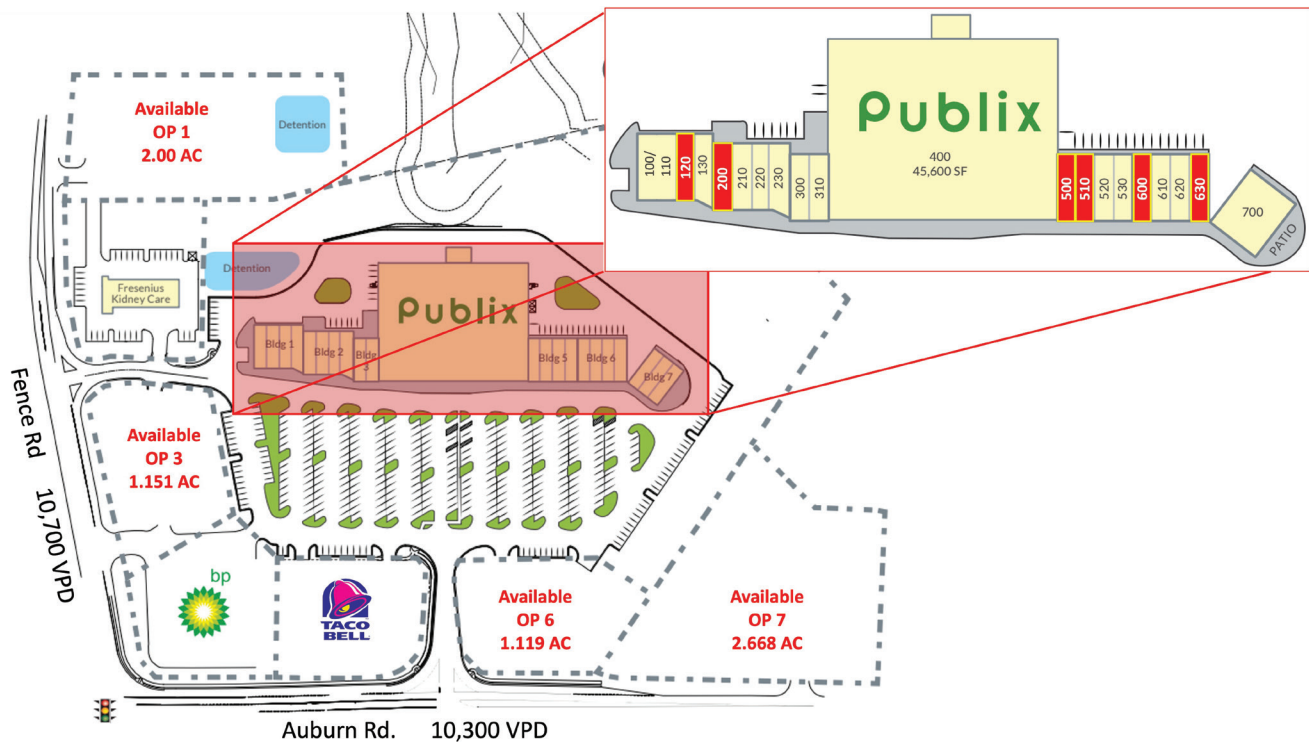 Available
OP 1
2.00 AC
Detention
Fresenius
Kidney Care
Detention
Publix
Bldg 1
Bldg 2
Bldg
3
Bldg 5
Bldg 6
Bldg 7
Publix
400
45,600 SF
100/
110
120
130
200
210
220
230
300
310
500
510
520
530
600
610
620
630
700
PATIO
Fence Rd 10,700 VPD
Available
OP 3
1.151 AC
bp
TACO
BELL
Available
OP 6
1.119 AC
Available
OP 7
2.668 AC
Auburn Rd. 10,300 VPD